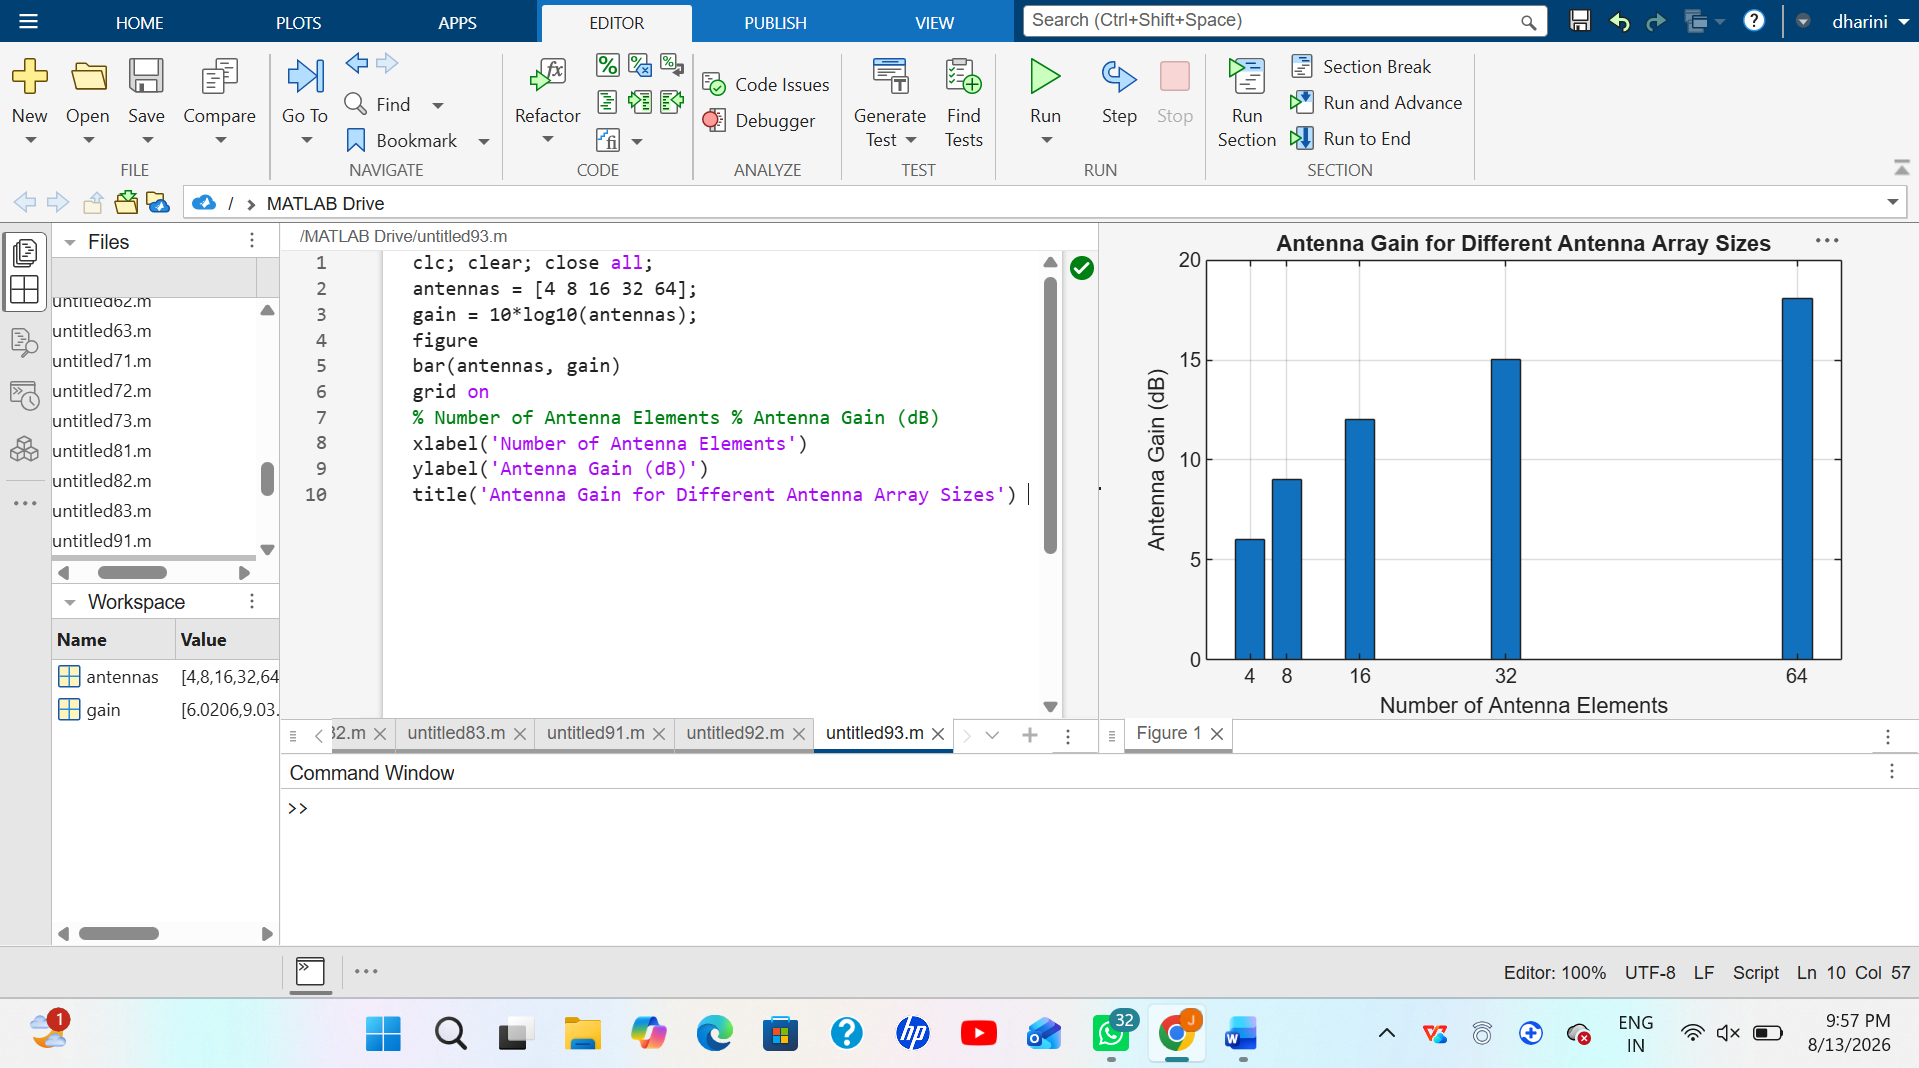 HOME PLOTS APPS EDITOR PUBLISH VIEW Search (Ctrl+Shift+Space) dharini
New Open Save Compare Go To Find Bookmark Refactor Code Issues Debugger Generate Test Find Tests Run Step Stop Run Section Section Break Run and Advance Run to End
FILE NAVIGATE CODE ANALYZE TEST RUN SECTION
/ › MATLAB Drive
Files
untitled62.m
untitled63.m
untitled71.m
untitled72.m
untitled73.m
untitled81.m
untitled82.m
untitled83.m
untitled91.m
Workspace
Name Value
antennas [4,8,16,32,64
gain [6.0206,9.03.
/MATLAB Drive/untitled93.m
1 clc; clear; close all;
2 antennas = [4 8 16 32 64];
3 gain = 10*log10(antennas);
4 figure
5 bar(antennas, gain)
6 grid on
7 % Number of Antenna Elements % Antenna Gain (dB)
8 xlabel('Number of Antenna Elements')
9 ylabel('Antenna Gain (dB)')
10 title('Antenna Gain for Different Antenna Array Sizes')
32.m untitled83.m untitled91.m untitled92.m untitled93.m
Antenna Gain for Different Antenna Array Sizes
Antenna Gain (dB)
20
15
10
5
0
4 8 16 32 64
Number of Antenna Elements
Figure 1
Command Window
>>
Editor: 100% UTF-8 LF Script Ln 10 Col 57
1
32
J
ENG
IN
9:57 PM
8/13/2026